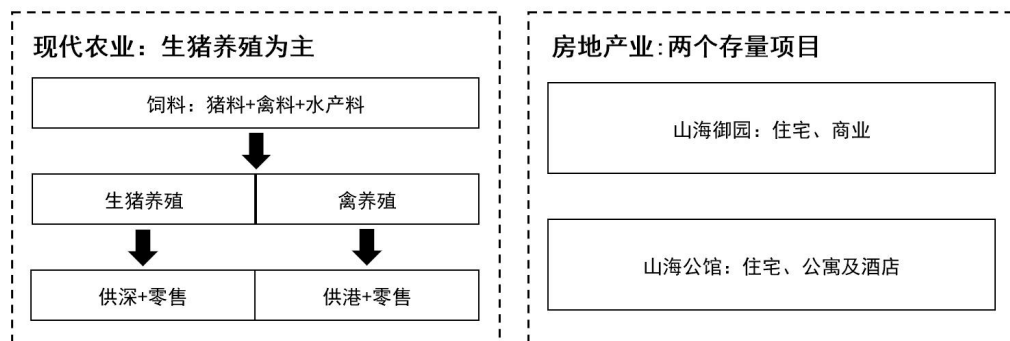 现代农业：生猪养殖为主
饲料：猪料+禽料+水产料
生猪养殖
禽养殖
供深+零售
供港+零售
房地产业:两个存量项目
山海御园：住宅、商业
山海公馆：住宅、公寓及酒店